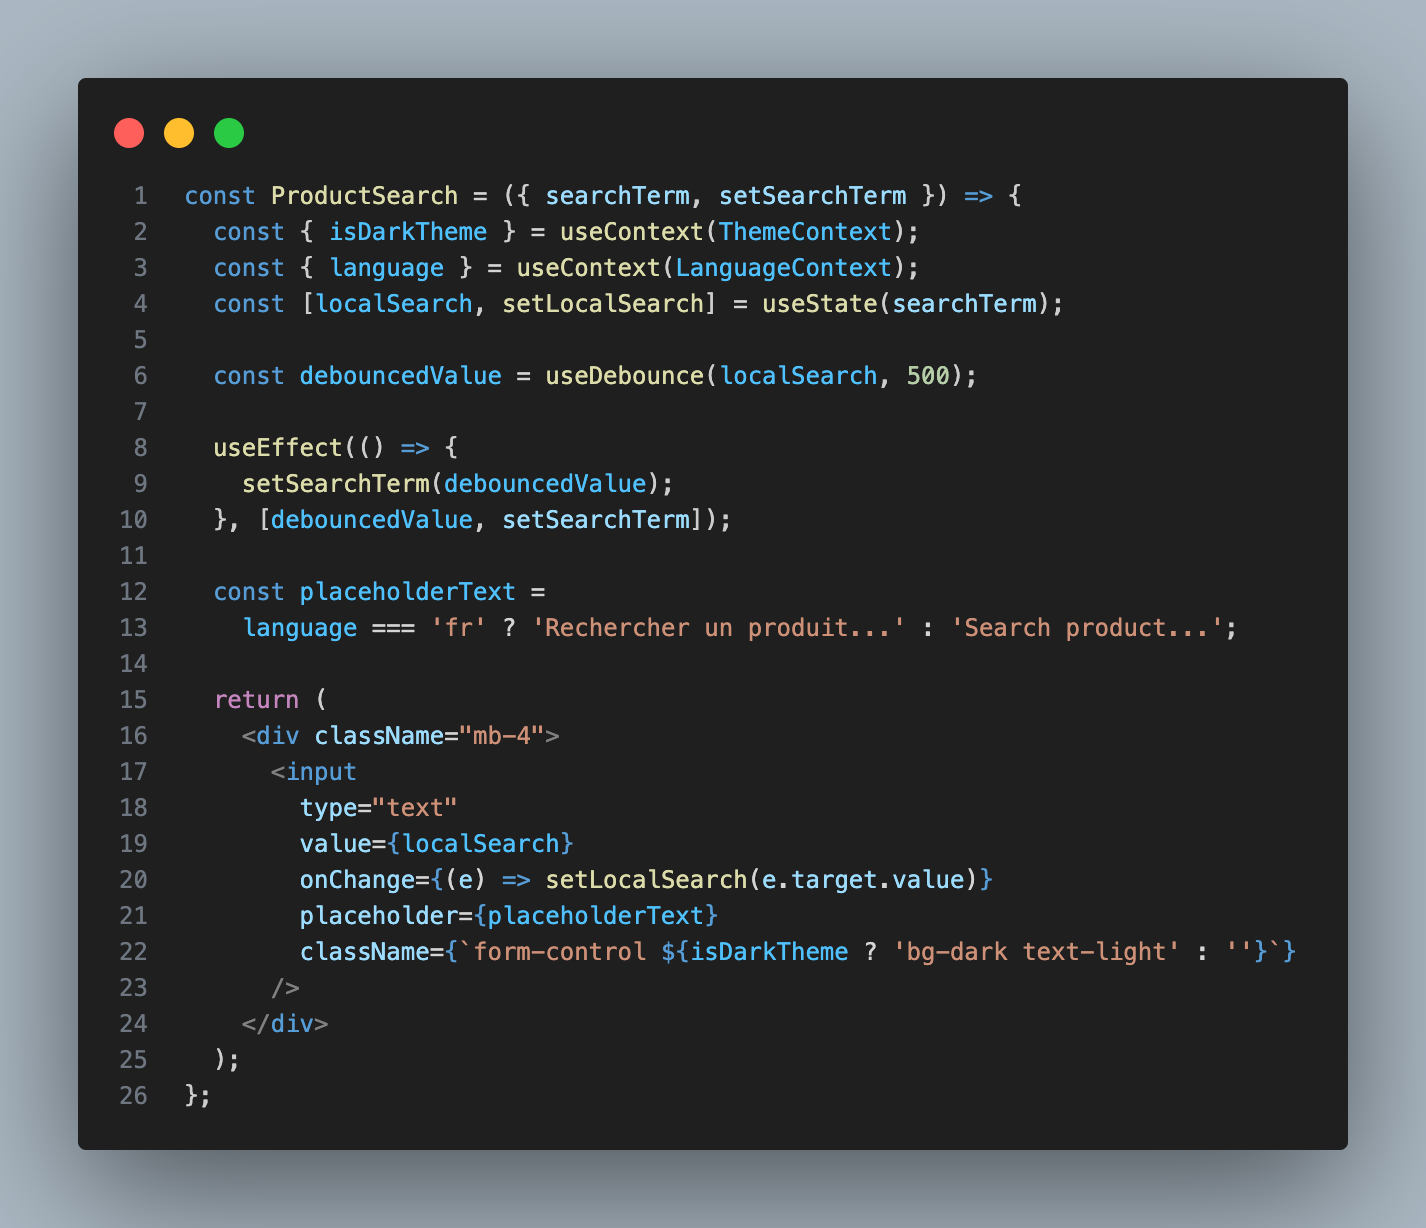 1 const ProductSearch = ({ searchTerm, setSearchTerm }) => {
2   const { isDarkTheme } = useContext(ThemeContext);
3   const { language } = useContext(LanguageContext);
4   const [localSearch, setLocalSearch] = useState(searchTerm);
5
6   const debouncedValue = useDebounce(localSearch, 500);
7
8   useEffect(() => {
9     setSearchTerm(debouncedValue);
10   }, [debouncedValue, setSearchTerm]);
11
12   const placeholderText =
13     language === 'fr' ? 'Rechercher un produit...' : 'Search product...';
14
15   return (
16     <div className="mb-4">
17       <input
18         type="text"
19         value={localSearch}
20         onChange={(e) => setLocalSearch(e.target.value)}
21         placeholder={placeholderText}
22         className={`form-control ${isDarkTheme ? 'bg-dark text-light' : ''}`}
23       />
24     </div>
25   );
26 };